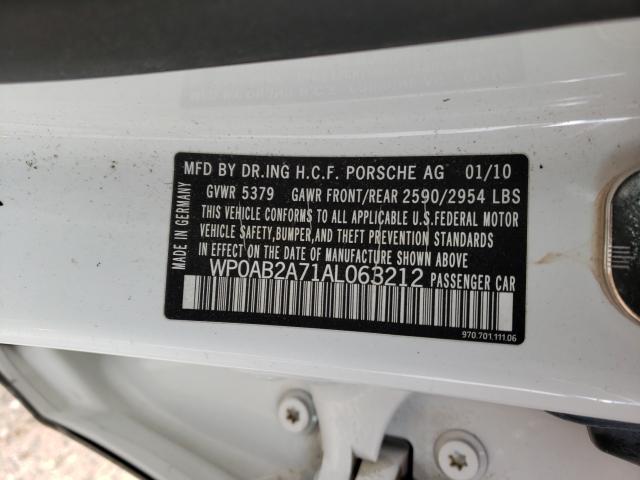 MFD BY DR.ING H.C.F. PORSCHE AG 01/10
GVWR 5379 GAWR FRONT/REAR 2590/2954 LBS
THIS VEHICLE CONFORMS TO ALL APPLICABLE U.S.FEDERAL MOTOR
VEHICLE SAFETY,BUMPER,AND THEFT PREVENTION STANDARDS
IN EFFECT ON THE DATE OF MANUFACTURE SHOWN ABOVE.
WP0AB2A71AL063212 PASSENGER CAR
MADE IN GERMANY
970.701.111.06